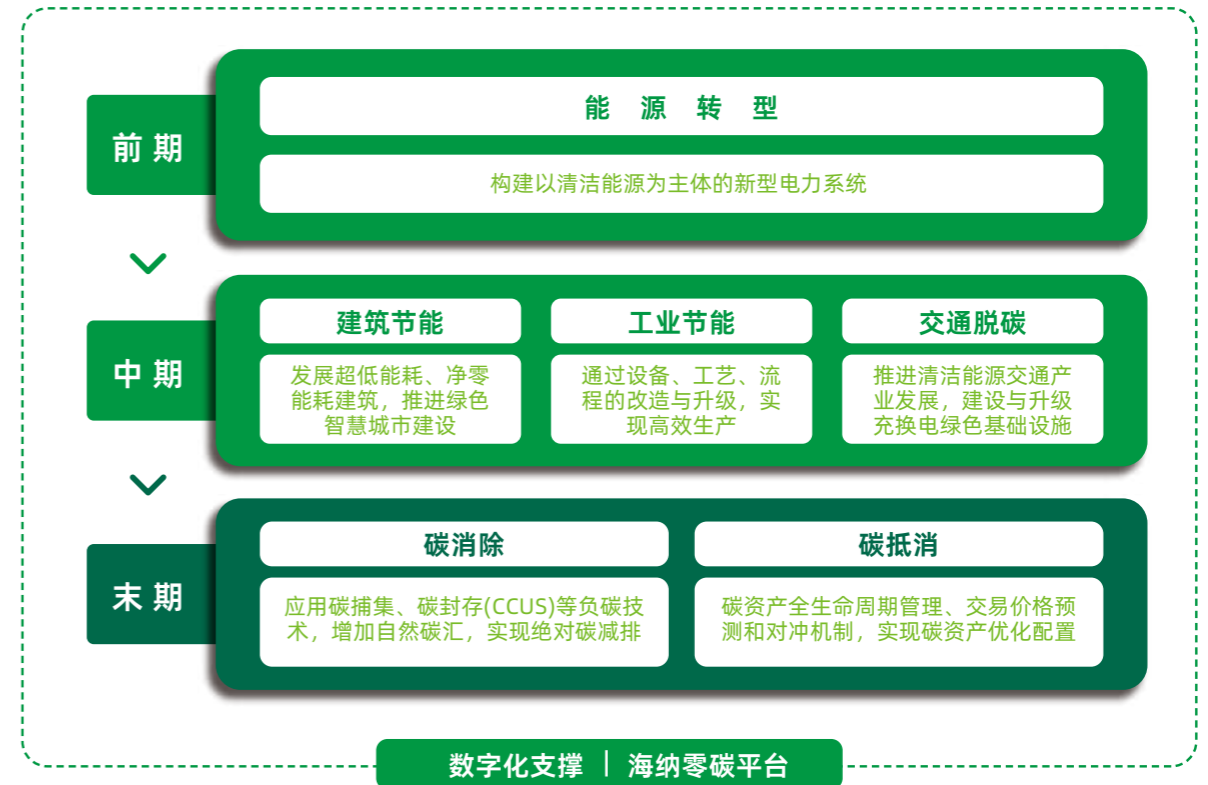 前期
能源转型
构建以清洁能源为主体的新型电力系统
中期
建筑节能
发展超低能耗、净零
能耗建筑，推进绿色
智慧城市建设
工业节能
通过设备、工艺、流
程的改造与升级，实
现高效生产
交通脱碳
推进清洁能源交通产
业发展，建设与升级
充换电绿色基础设施
末期
碳消除
应用碳捕集、碳封存(CCUS)等负碳技
术，增加自然碳汇，实现绝对碳减排
碳抵消
碳资产全生命周期管理、交易价格预
测和对冲机制，实现碳资产优化配置
数字化支撑｜海纳零碳平台